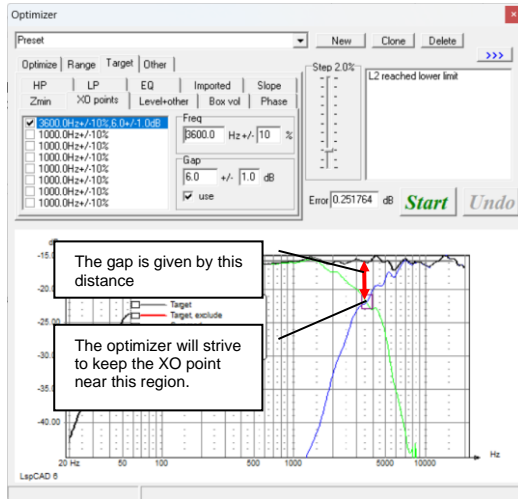 Optimizer
Preset
New Clone Delete
>>>
Optimize Range Target Other
HP LP EQ Imported Slope
Zmin XO points Level+other Box vol Phase
3600.0Hz+/-10%,6.0+/-1.0dB
1000.0Hz+/-10%
1000.0Hz+/-10%
1000.0Hz+/-10%
1000.0Hz+/-10%
1000.0Hz+/-10%
1000.0Hz+/-10%
1000.0Hz+/-10%
Freq
3600.0 Hz +/- 10 %
Gap
6.0 +/- 1.0 dB
use
Step 2.0%
L2 reached lower limit
Error 0.251764 dB Start Undo
dB
-15.0
The gap is given by this
distance
Target
Target, exclude
-25.00
The optimizer will strive
to keep the XO point
near this region.
-30.0
-35.0
-40.00
20 Hz 50 100 500 1000 5000 10000 Hz
LspCAD 6